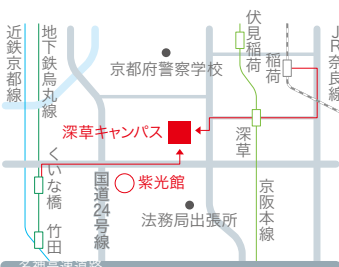 近鉄京都線
地下鉄烏丸線
伏見稲荷
稲荷
JR奈良線
京都府警察学校
深草キャンパス
深草
くいな橋
竹田
国道24号線
紫光館
法務局出張所
京阪本線